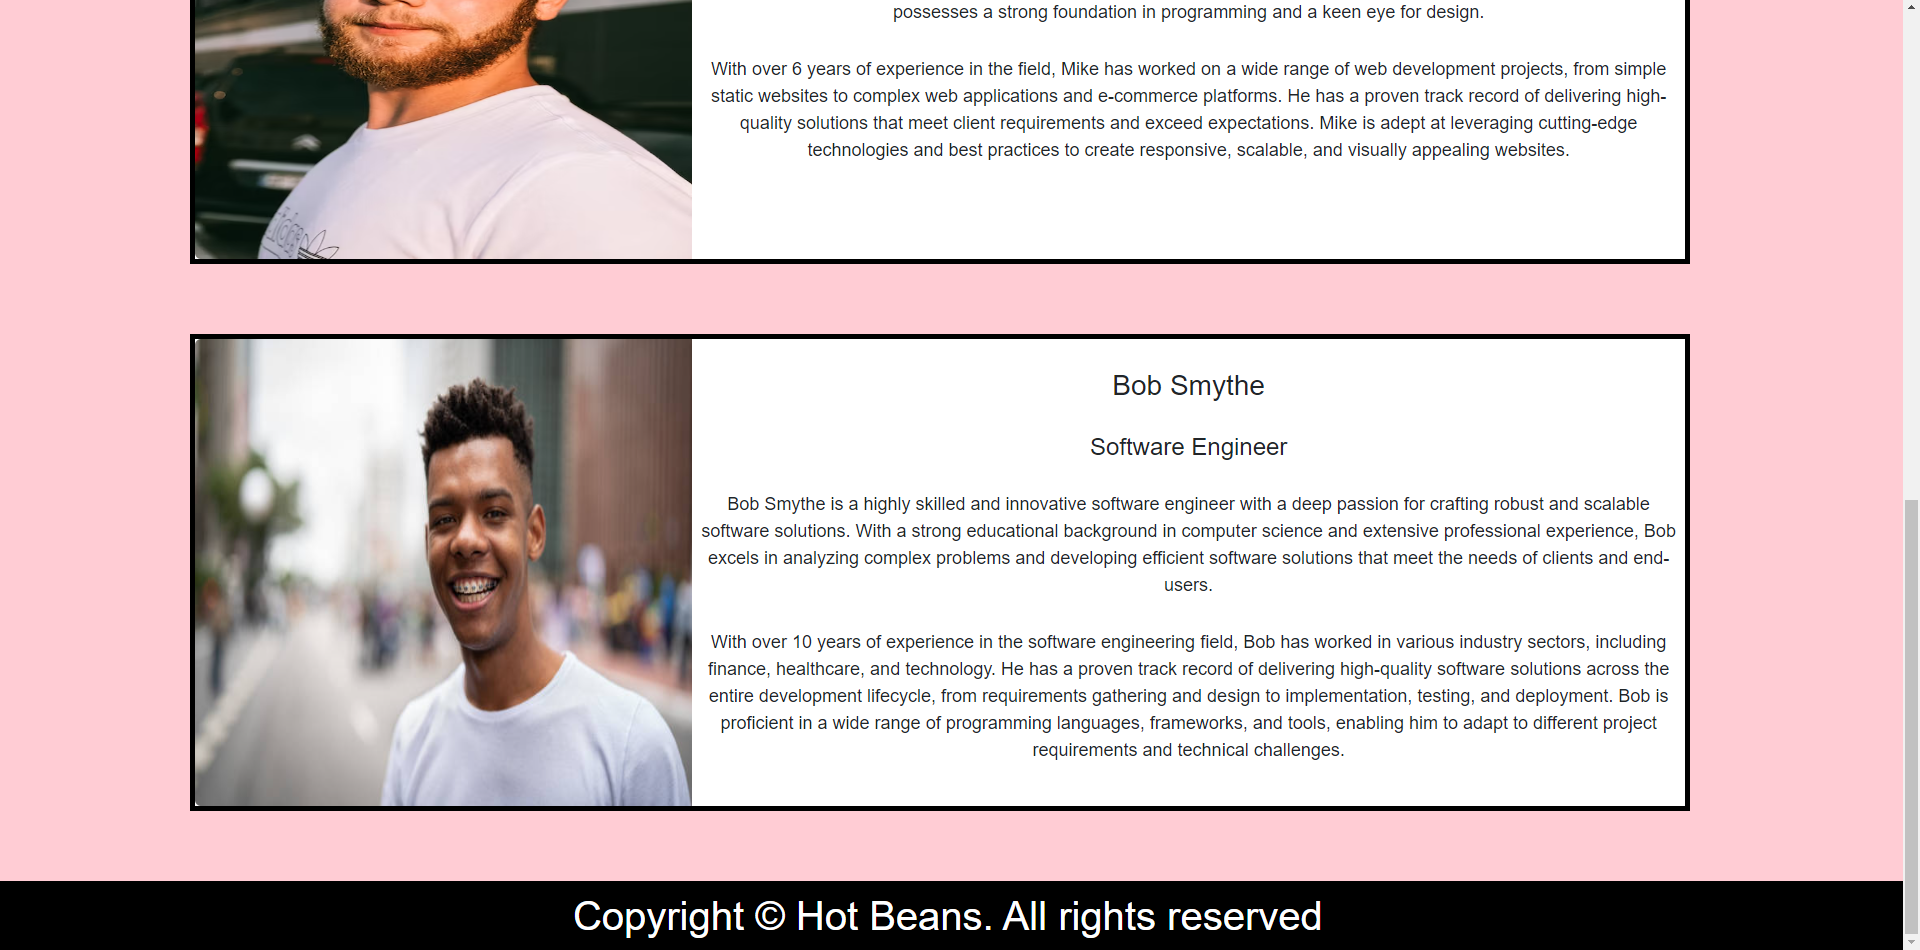 possesses a strong foundation in programming and a keen eye for design.
With over 6 years of experience in the field, Mike has worked on a wide range of web development projects, from simple
static websites to complex web applications and e-commerce platforms. He has a proven track record of delivering high-
quality solutions that meet client requirements and exceed expectations. Mike is adept at leveraging cutting-edge
technologies and best practices to create responsive, scalable, and visually appealing websites.
Bob Smythe
Software Engineer
Bob Smythe is a highly skilled and innovative software engineer with a deep passion for crafting robust and scalable
software solutions. With a strong educational background in computer science and extensive professional experience, Bob
excels in analyzing complex problems and developing efficient software solutions that meet the needs of clients and end-
users.
With over 10 years of experience in the software engineering field, Bob has worked in various industry sectors, including
finance, healthcare, and technology. He has a proven track record of delivering high-quality software solutions across the
entire development lifecycle, from requirements gathering and design to implementation, testing, and deployment. Bob is
proficient in a wide range of programming languages, frameworks, and tools, enabling him to adapt to different project
requirements and technical challenges.
Copyright © Hot Beans. All rights reserved